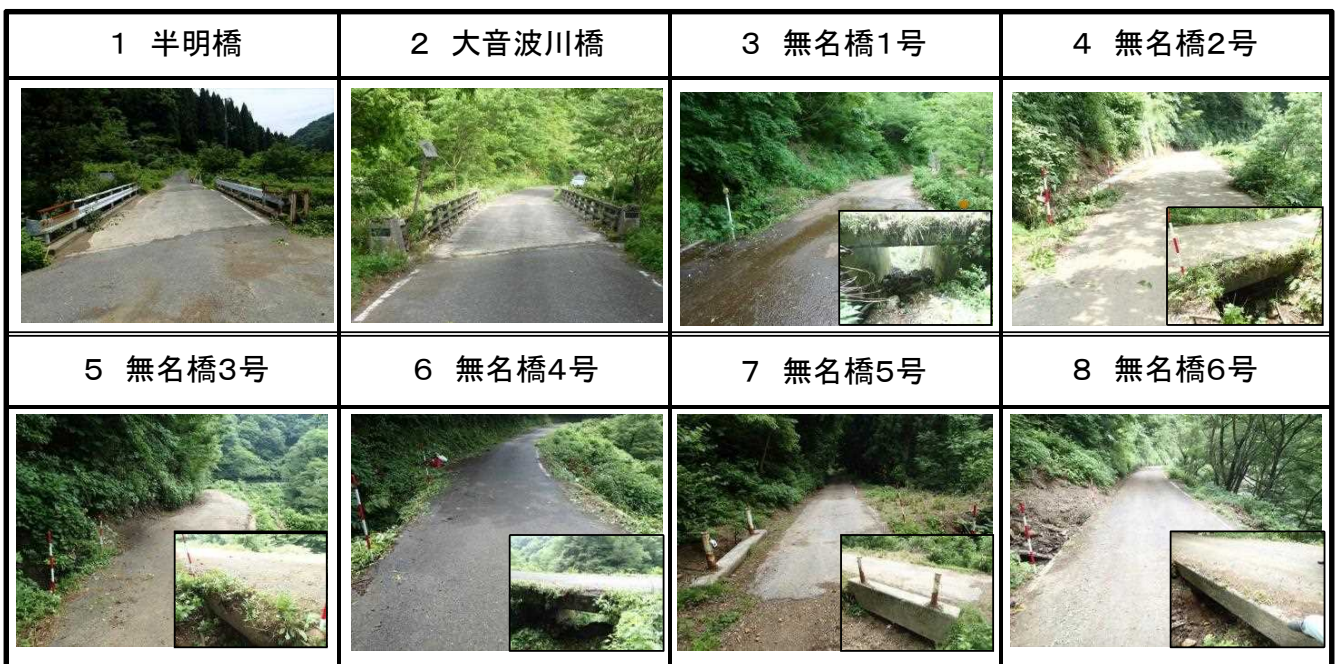 1 半明橋
2 大音波川橋
3 無名橋1号
4 無名橋2号
5 無名橋3号
6 無名橋4号
7 無名橋5号
8 無名橋6号